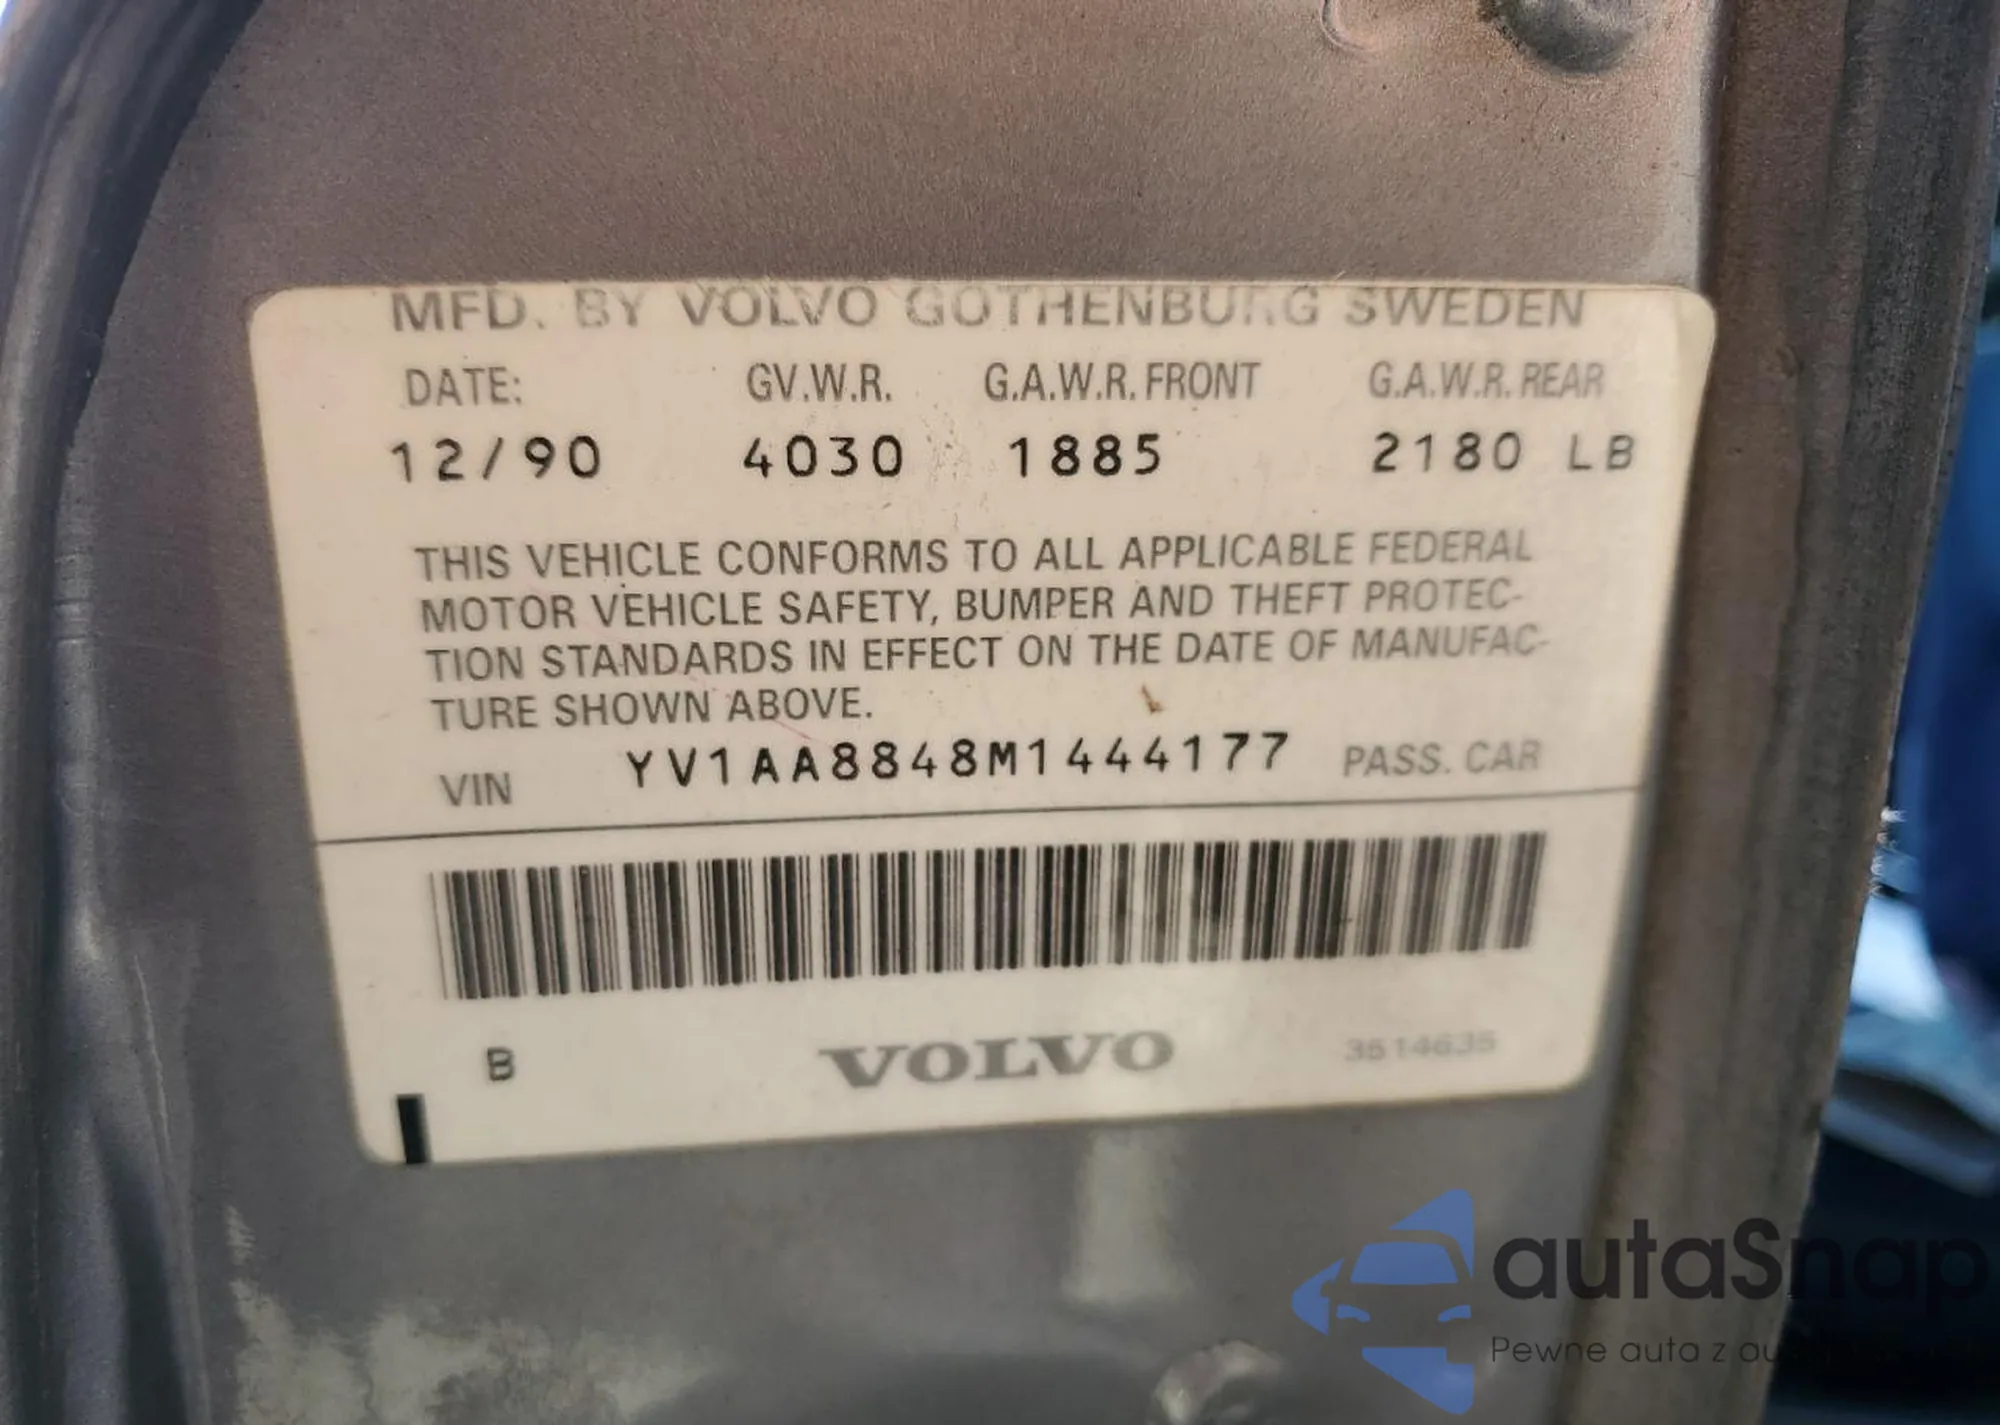 MFD. BY VOLVO GOTHENBURG SWEDEN
DATE: GV.W.R. G.A.W.R. FRONT G.A.W.R. REAR
12/90 4030 1885 2180 LB
THIS VEHICLE CONFORMS TO ALL APPLICABLE FEDERAL
MOTOR VEHICLE SAFETY, BUMPER AND THEFT PROTEC-
TION STANDARDS IN EFFECT ON THE DATE OF MANUFAC-
TURE SHOWN ABOVE.
VIN YV1AA8848M1444177 PASS. CAR
B VOLVO 3514635
autaSnap
Pewne auta z